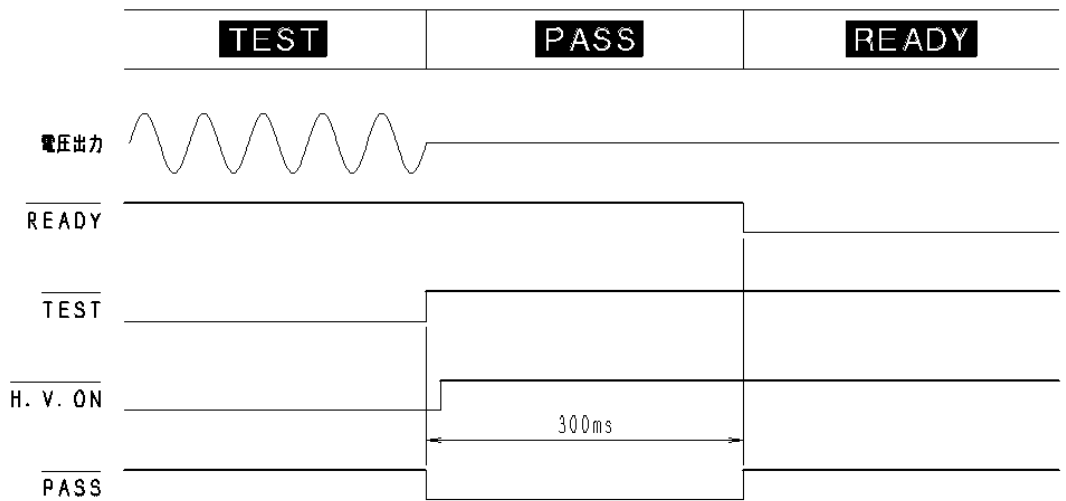 TEST PASS READY
電圧出力
READY
TEST
H. V. ON
300ms
PASS